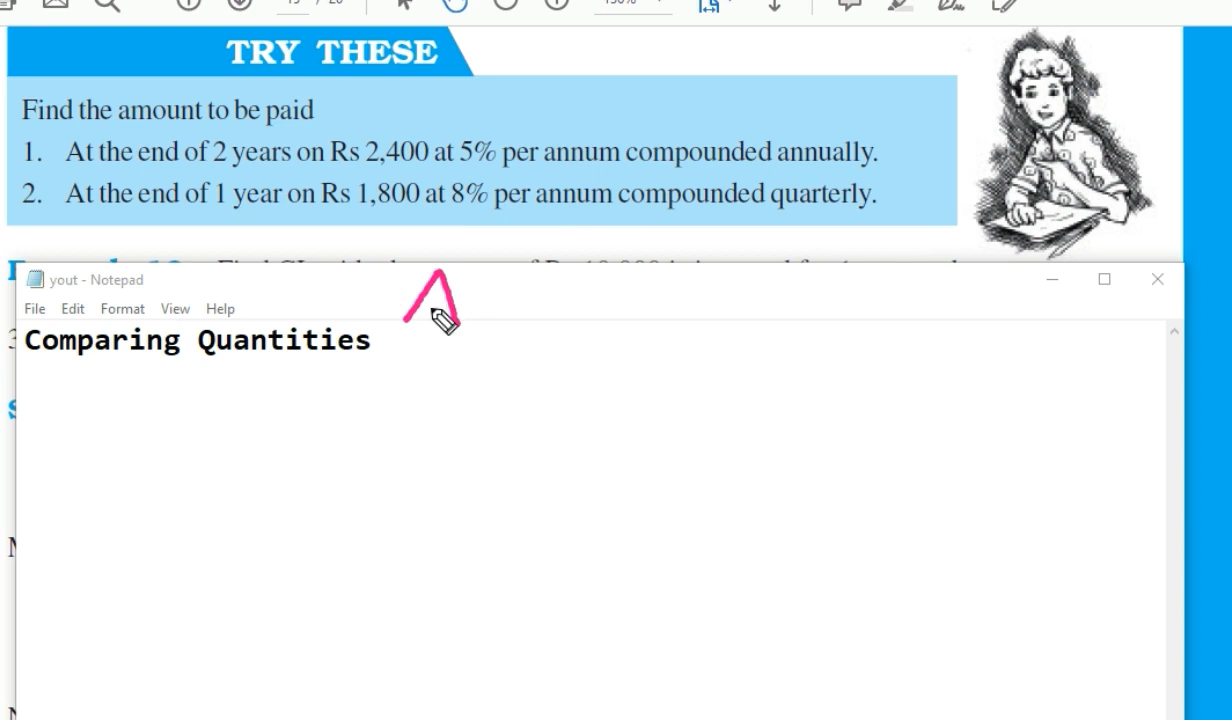 TRY THESE
Find the amount to be paid
1. At the end of 2 years on Rs 2,400 at 5% per annum compounded annually.
2. At the end of 1 year on Rs 1,800 at 8% per annum compounded quarterly.
yout - Notepad
File Edit Format View Help
Comparing Quantities